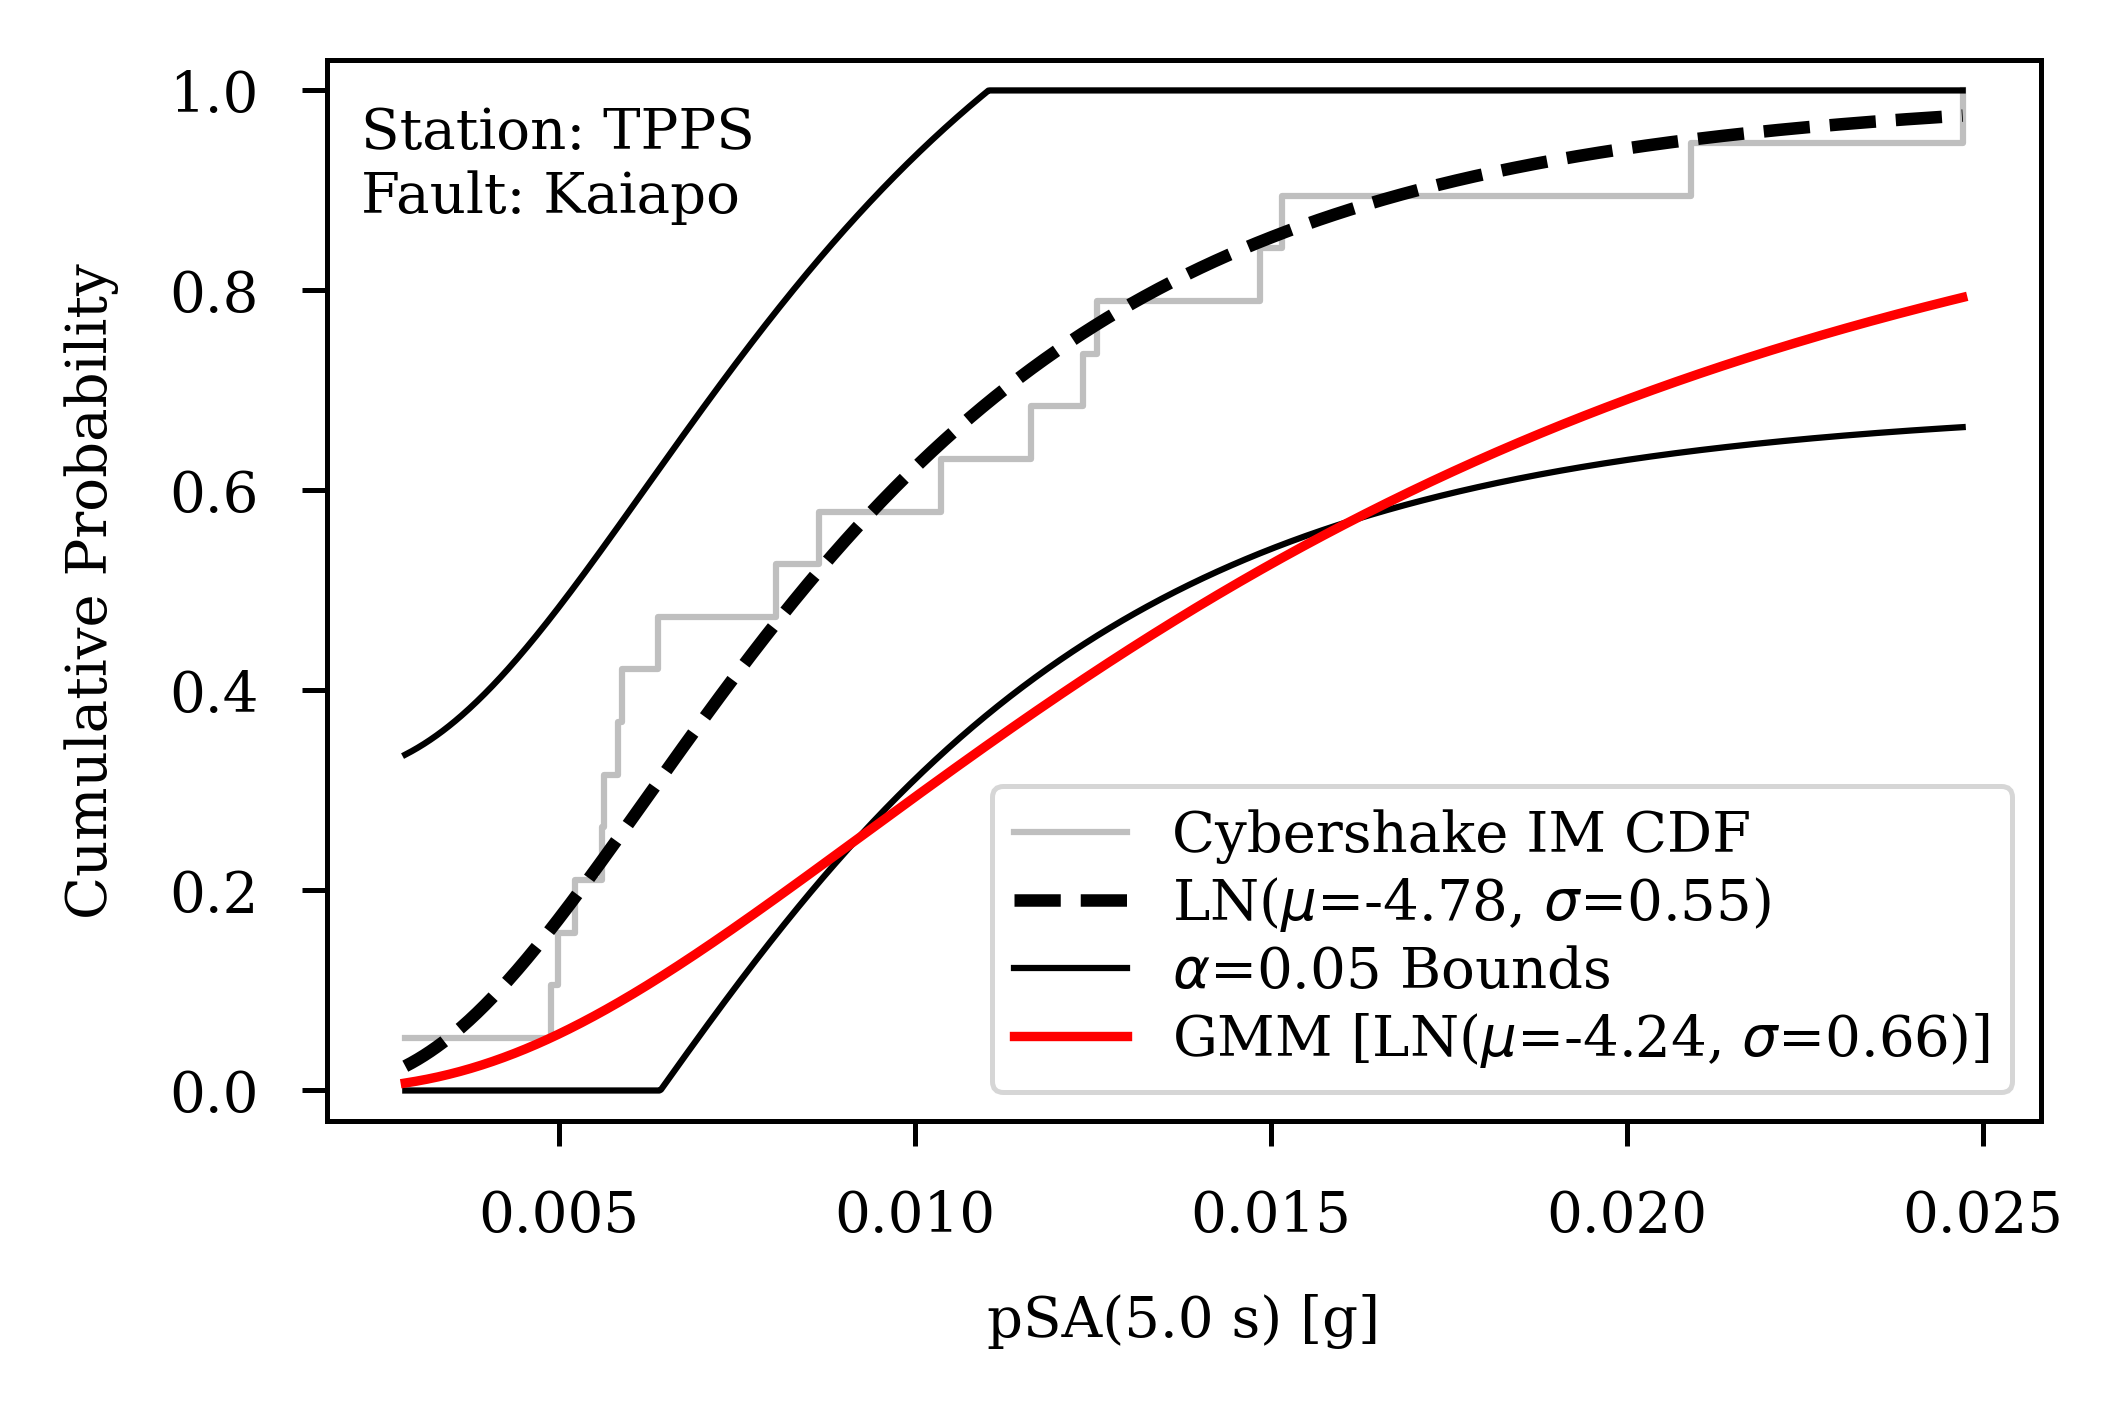 Station: TPPS
Fault: Kaiapo
Cumulative Probability
1.0
0.8
0.6
0.4
0.2
0.0
Cybershake IM CDF
LN(μ=-4.78, σ=0.55)
α=0.05 Bounds
GMM [LN(μ=-4.24, σ=0.66)]
0.005 0.010 0.015 0.020 0.025
pSA(5.0 s) [g]